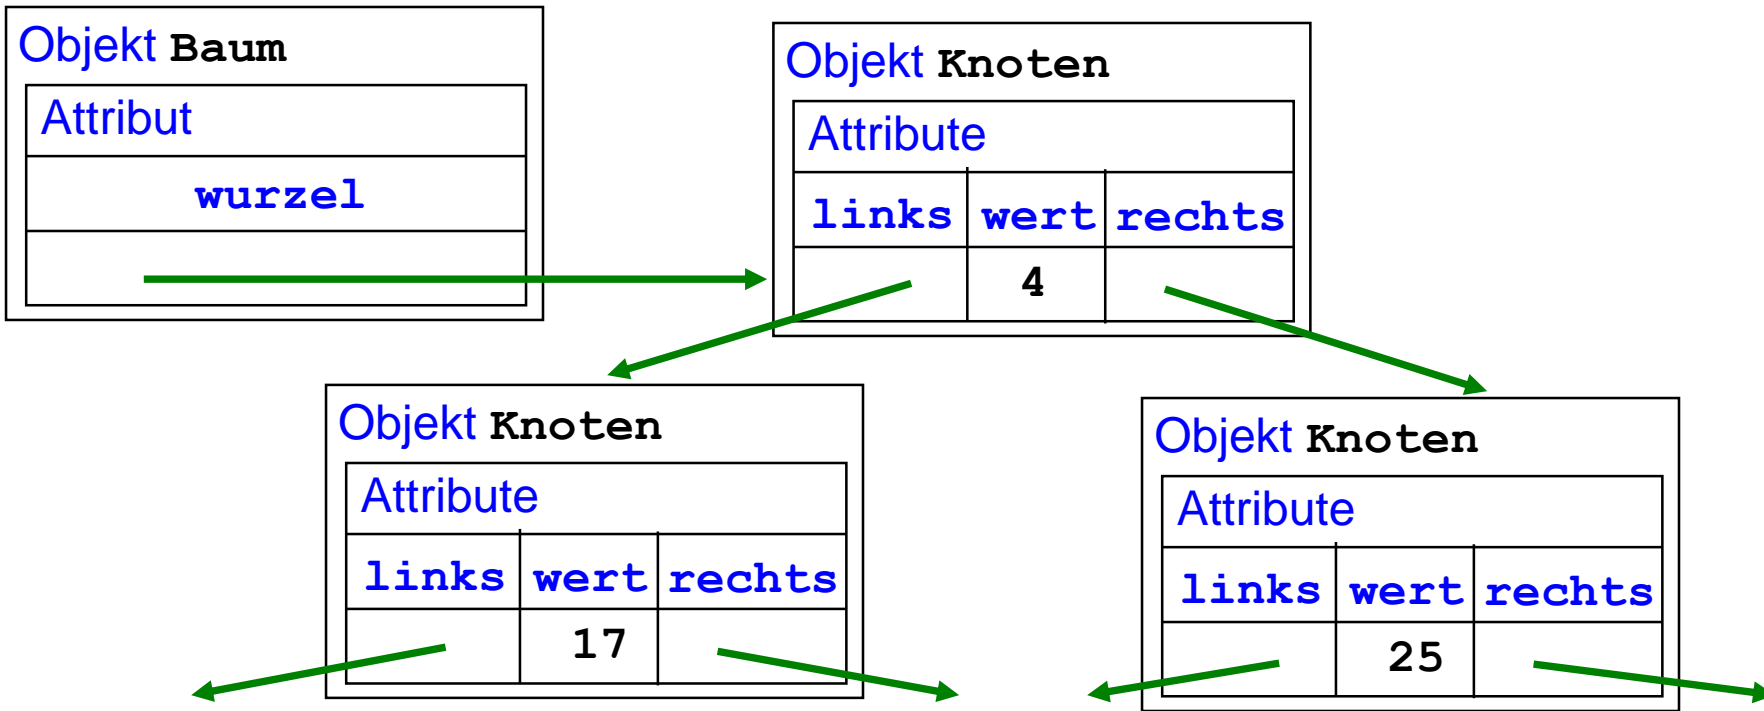 Objekt Baum
Attribut
wurzel
Objekt Knoten
Attribute
links wert rechts
4
Objekt Knoten
Attribute
links wert rechts
17
Objekt Knoten
Attribute
links wert rechts
25